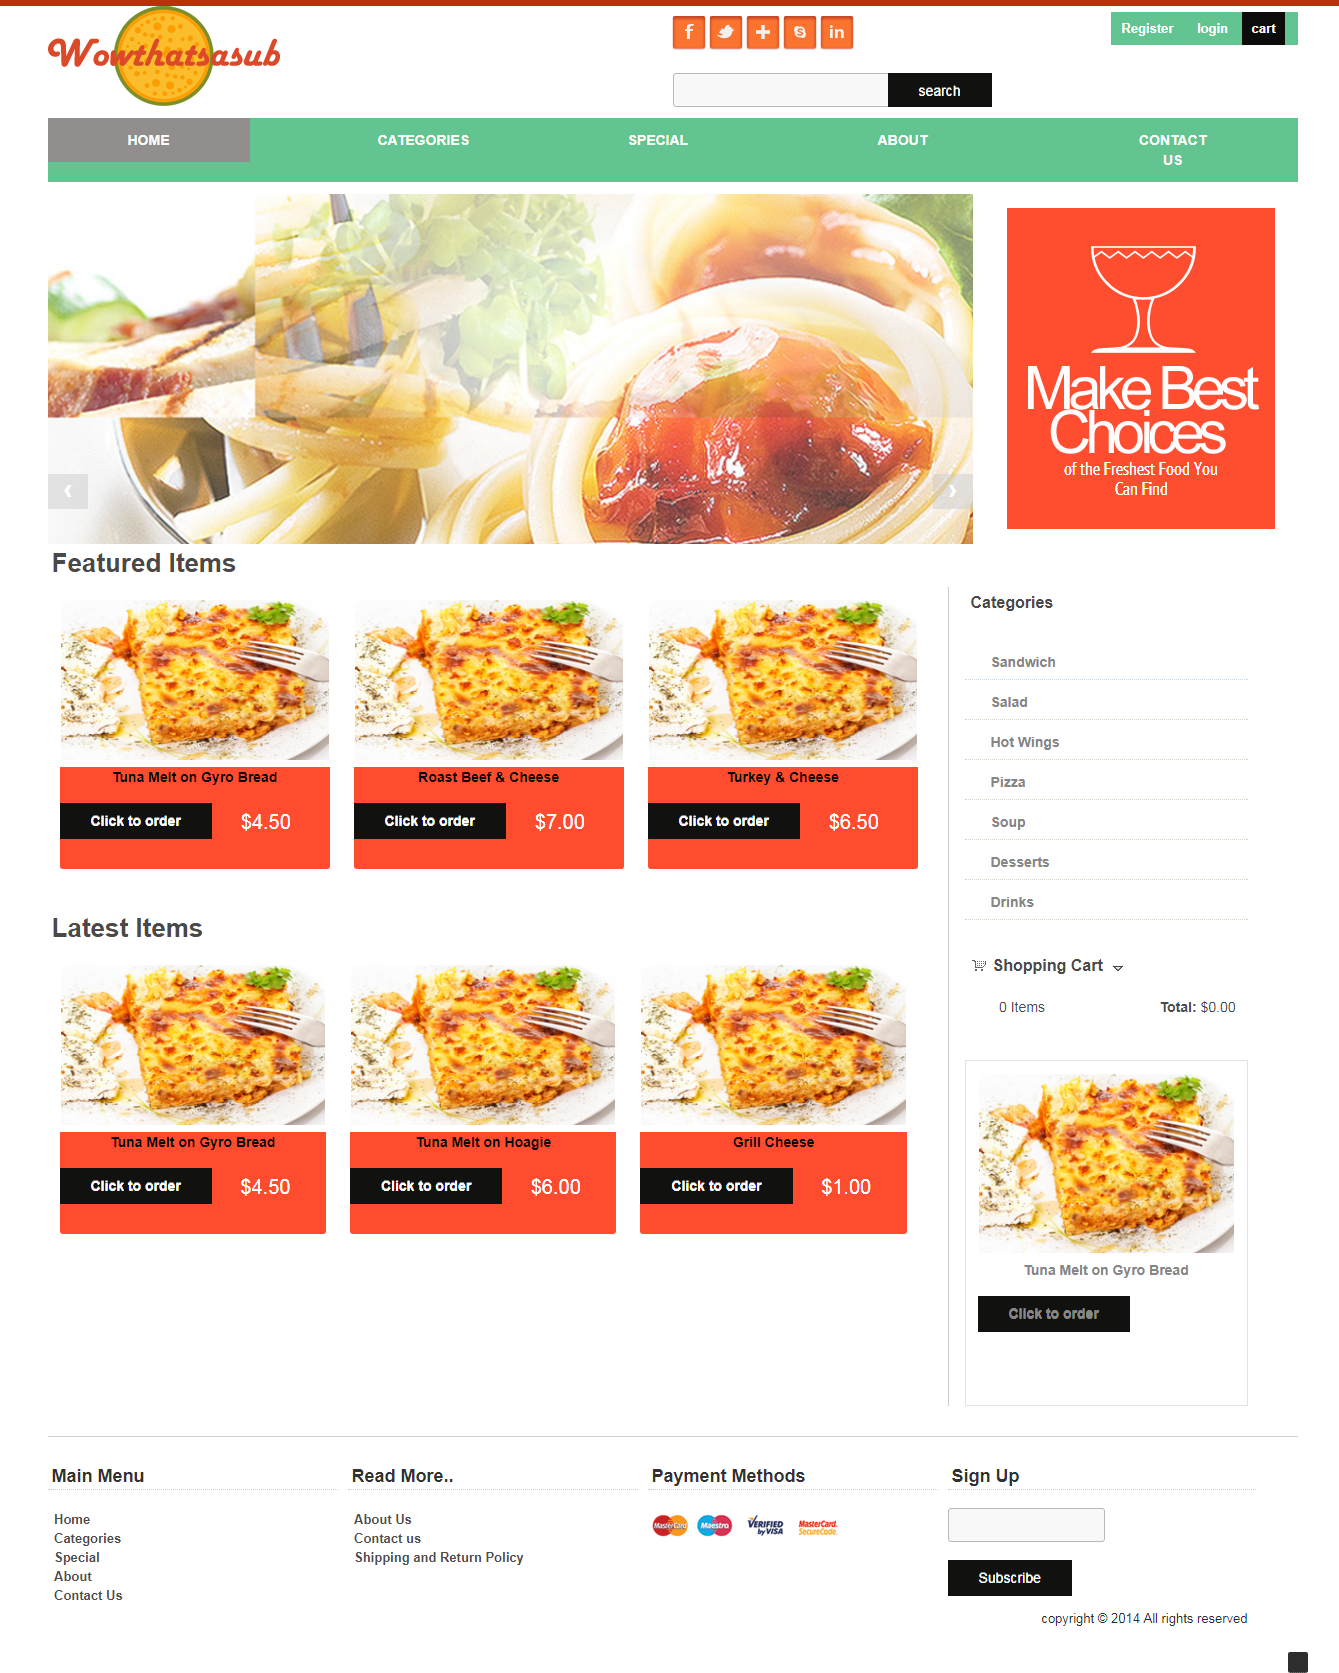 Wowthatsasub
f
in
Register login cart
search
HOME CATEGORIES SPECIAL ABOUT CONTACT
US
Make Best
Choices
of the Freshest Food You
Can Find
Featured Items
Tuna Melt on Gyro Bread
Click to order $4.50
Roast Beef & Cheese
Click to order $7.00
Turkey & Cheese
Click to order $6.50
Categories
Sandwich
Salad
Hot Wings
Pizza
Soup
Desserts
Drinks
Shopping Cart
0 Items Total: $0.00
Latest Items
Tuna Melt on Gyro Bread
Click to order $4.50
Tuna Melt on Hoagie
Click to order $6.00
Grill Cheese
Click to order $1.00
Tuna Melt on Gyro Bread
Click to order
Main Menu
Home
Categories
Special
About
Contact Us
Read More..
About Us
Contact us
Shipping and Return Policy
Payment Methods
MasterCard
Maestro
VERIFIED
by VISA
MasterCard.
SecureCode.
Sign Up
Subscribe
copyright © 2014 All rights reserved